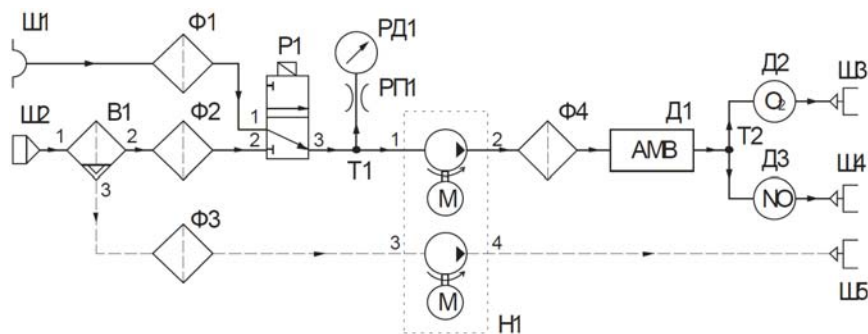 Ш1
Ф1
Р1
РД1
РП1
Ш2
В1
Ф2
1
2
3
1
2
3
Т1
1
2
М
Ф4
Д1
АМВ
Т2
Д2
O2
Ш3
Д3
NO
Ш4
Ф3
3
4
М
Н1
Ш5